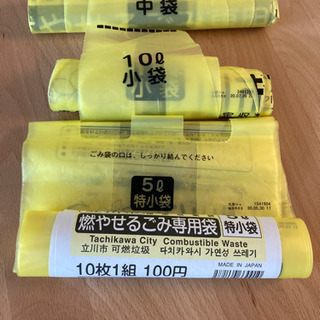 中袋
10ℓ
小袋
ごみ袋の口は、しっかり結んでください
5ℓ
特小袋
燃やせるごみ専用袋
5ℓ
特小袋
Tachikawa City Combustible Waste
立川市 可燃垃圾 다치카와시 가연성 쓰레기
10枚1組 100円
MADE IN JAPAN